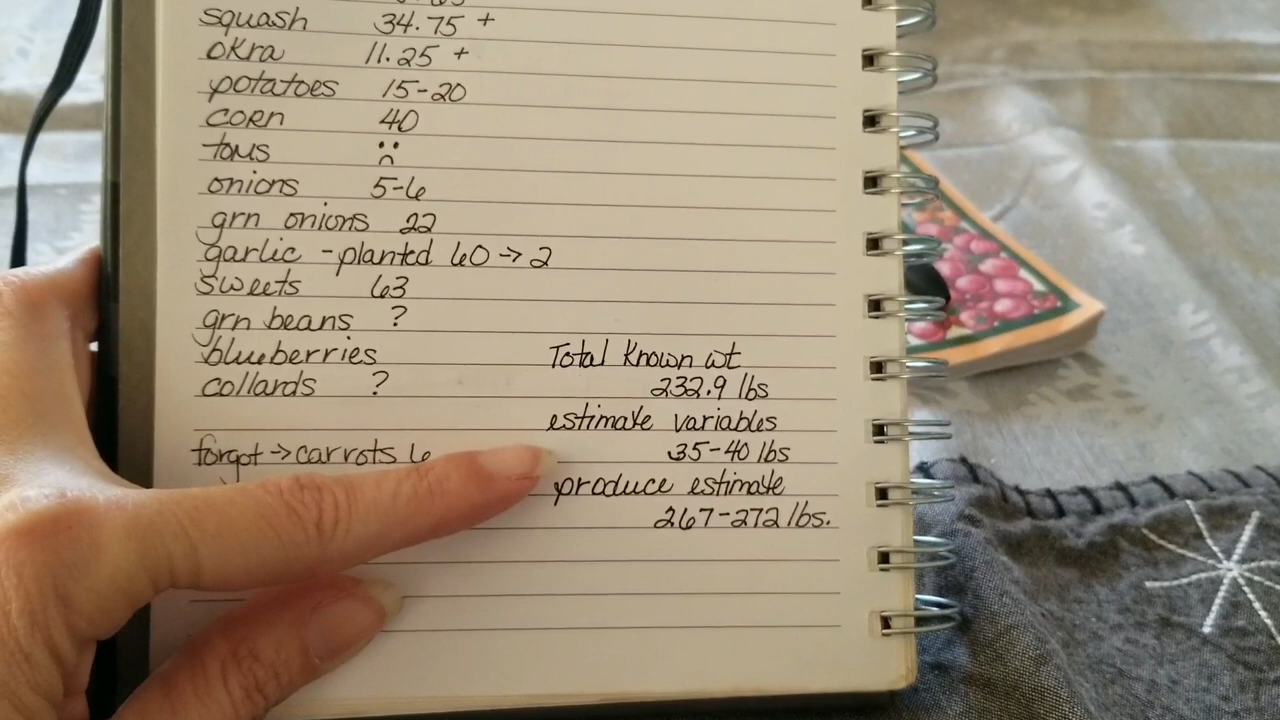 squash 34.75 +
okra 11.25 +
potatoes 15-20
corn 40
toms :(
onions 5-6
grn onions 22
garlic - planted 60 → 2
sweets 63
grn beans ?
blueberries
Total Known wt
collards ?
232.9 lbs
estimate variables
forgot → carrots 6
35-40 lbs
produce estimate
267-272 lbs.